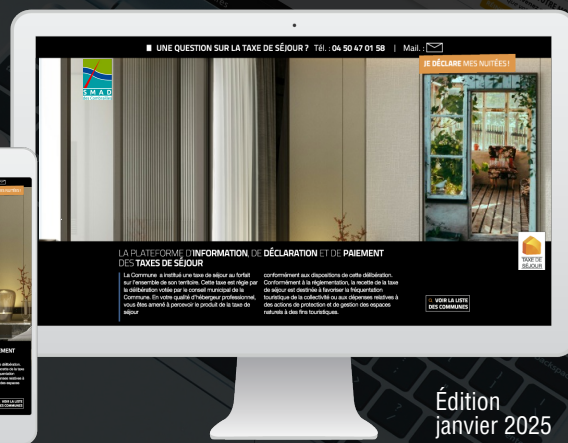 UNE QUESTION SUR LA TAXE DE SÉJOUR ? Tél. : 04 50 47 01 58 | Mail. :
JE DÉCLARE MES NUITÉES !
SMAD
LA PLATEFORME D'INFORMATION, DE DÉCLARATION ET DE PAIEMENT
DES TAXES DE SÉJOUR
La Commune a institué une taxe de séjour au forfait
sur l'ensemble de son territoire. Cette taxe est régie par
la délibération votée par le conseil municipal de la
Commune. En votre qualité d'hébergeur professionnel,
vous êtes amené à percevoir le produit de la taxe de
séjour
conformément aux dispositions de cette délibération.
Conformément à la réglementation, la recette de la taxe
de séjour est destinée à favoriser la fréquentation
touristique de la collectivité ou aux dépenses relatives à
des actions de protection et de gestion des espaces
naturels à des fins touristiques.
TAXE DE
SÉJOUR
VOIR LA LISTE
DES COMMUNES
Édition
janvier 2025